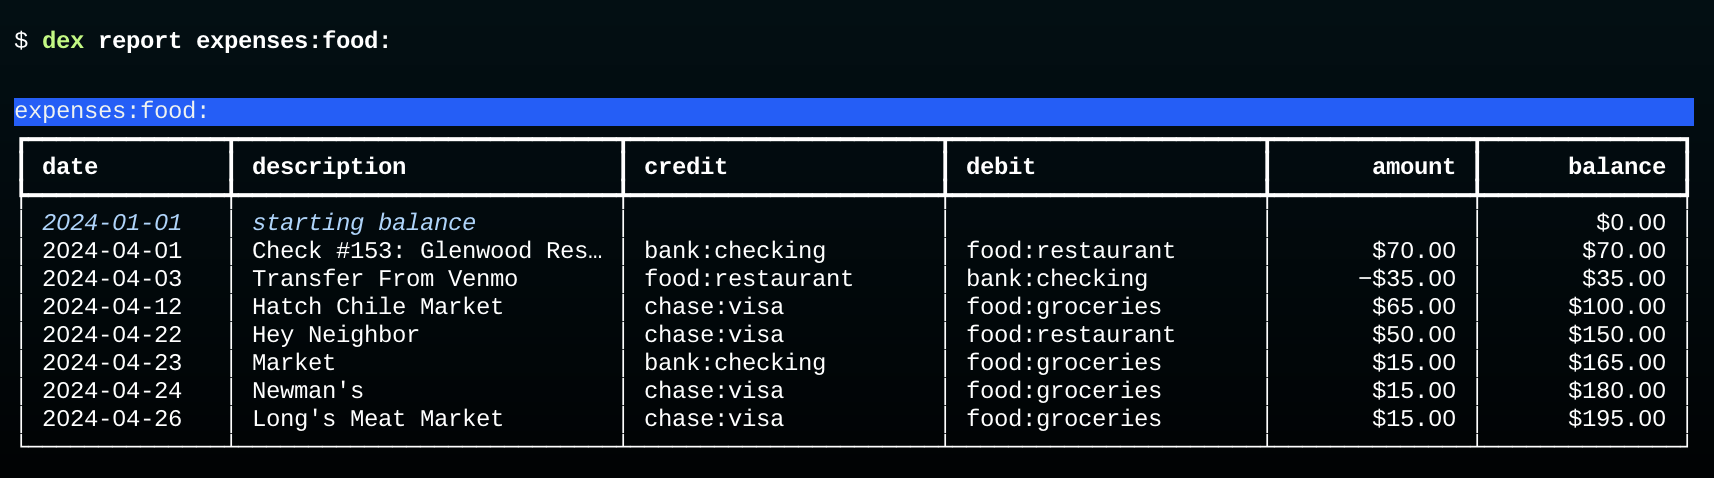 $ dex report expenses:food:
expenses:food:
date description credit debit amount balance
2024-01-01 starting balance $0.00
2024-04-01 Check #153: Glenwood Res… bank:checking food:restaurant $70.00 $70.00
2024-04-03 Transfer From Venmo food:restaurant bank:checking −$35.00 $35.00
2024-04-12 Hatch Chile Market chase:visa food:groceries $65.00 $100.00
2024-04-22 Hey Neighbor chase:visa food:restaurant $50.00 $150.00
2024-04-23 Market bank:checking food:groceries $15.00 $165.00
2024-04-24 Newman's chase:visa food:groceries $15.00 $180.00
2024-04-26 Long's Meat Market chase:visa food:groceries $15.00 $195.00